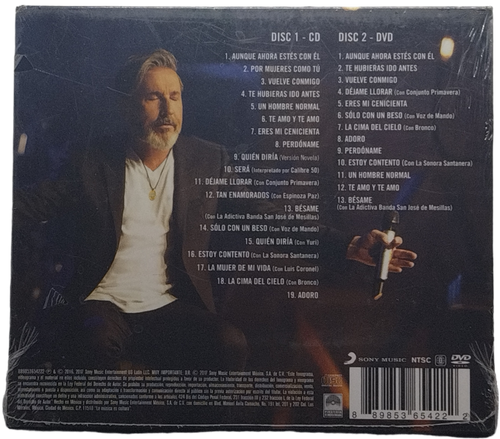 DISC 1 - CD
1. AUNQUE AHORA ESTÉS CON ÉL
2. POR MUJERES COMO TÚ
3. VUELVE CONMIGO
4. TE HUBIERAS IDO ANTES
5. UN HOMBRE NORMAL
6. TE AMO Y TE AMO
7. ERES MI CENICIENTA
8. PERDÓNAME
9. QUIÉN DIRÍA (Versión Novela)
10. SERÁ (Interpretado por Calibre 50)
11. DÉJAME LLORAR (Con Conjunto Primavera)
12. TAN ENAMORADOS (Con Espinoza Paz)
13. BÉSAME
(Con La Adictiva Banda San José de Mesillas)
14. SÓLO CON UN BESO (Con Voz de Mando)
15. QUIÉN DIRÍA (Con Yuri)
16. ESTOY CONTENTO (Con La Sonora Santanera)
17. LA MUJER DE MI VIDA (Con Luis Coronel)
18. LA CIMA DEL CIELO (Con Bronco)
19. ADORO
DISC 2 - DVD
1. AUNQUE AHORA ESTÉS CON ÉL
2. TE HUBIERAS IDO ANTES
3. VUELVE CONMIGO
4. DÉJAME LLORAR (Con Conjunto Primavera)
5. ERES MI CENICIENTA
6. SÓLO CON UN BESO (Con Voz de Mando)
7. LA CIMA DEL CIELO (Con Bronco)
8. ADORO
9. PERDÓNAME
10. ESTOY CONTENTO (Con La Sonora Santanera)
11. UN HOMBRE NORMAL
12. TE AMO Y TE AMO
13. BÉSAME
(Con La Adictiva Banda San José de Mesillas)
SONY MUSIC
NTSC
DVD
8 89853 65422 2